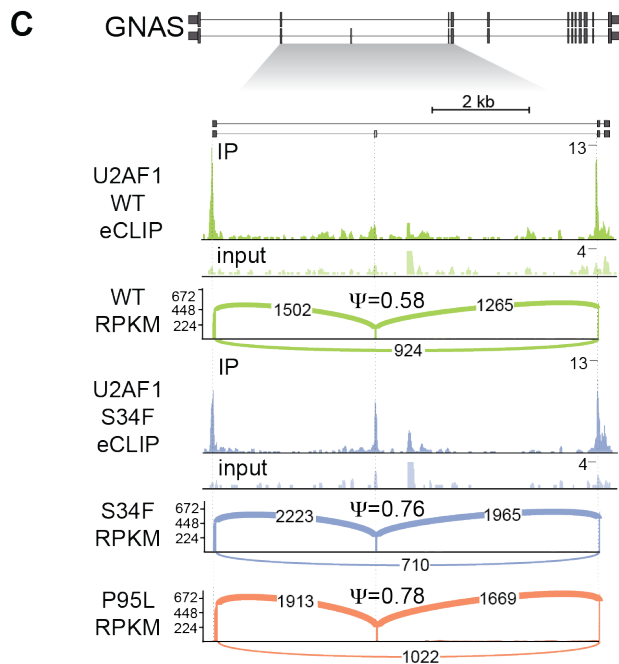 C
GNAS
2 kb
IP
13
U2AF1
WT
eCLIP
input
4
WT
RPKM
672
448
224
1502
Ψ=0.58
1265
924
IP
13
U2AF1
S34F
eCLIP
input
4
S34F
RPKM
672
448
224
2223
Ψ=0.76
1965
710
P95L
RPKM
672
448
224
1913
Ψ=0.78
1669
1022